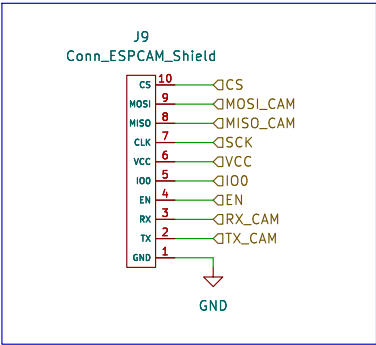 J9
Conn_ESPCAM_Shield
CS 10 CS
MOSI 9 MOSI_CAM
MISO 8 MISO_CAM
CLK 7 SCK
VCC 6 VCC
IO0 5 IO0
EN 4 EN
RX 3 RX_CAM
TX 2 TX_CAM
GND 1
GND